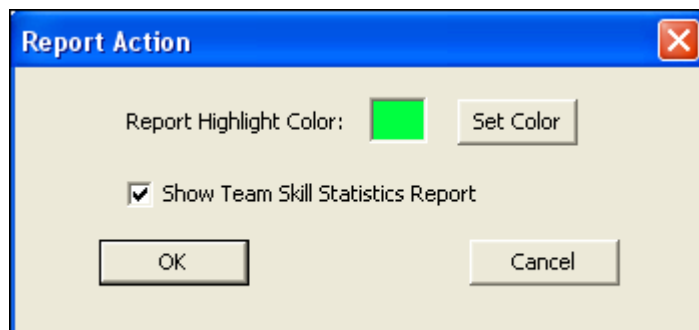 Report Action
Report Highlight Color: Set Color
Show Team Skill Statistics Report
OK Cancel